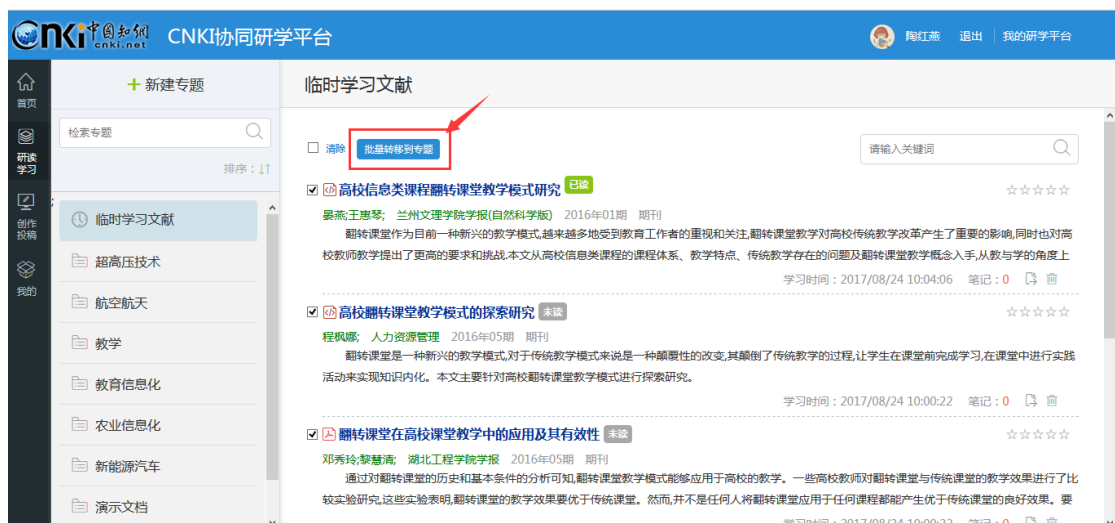 CNKI中国知网 cnki.net CNKI协同研学平台 陶红燕 退出 我的研学平台
首页
研读学习
创作投稿
我的
+ 新建专题
检索专题
排序：↓↑
临时学习文献
超高压技术
航空航天
教学
教育信息化
农业信息化
新能源汽车
演示文档
临时学习文献
清除 批量转移到专题 请输入关键词
高校信息类课程翻转课堂教学模式研究 已读
晏燕;王惠琴; 兰州文理学院学报(自然科学版) 2016年01期 期刊
翻转课堂作为目前一种新兴的教学模式,越来越多地受到教育工作者的重视和关注,翻转课堂教学对高校传统教学改革产生了重要的影响,同时也对高
校教师教学提出了更高的要求和挑战.本文从高校信息类课程的课程体系、教学特点、传统教学存在的问题及翻转课堂教学概念入手,从教与学的角度上
学习时间：2017/08/24 10:04:06 笔记：0
高校翻转课堂教学模式的探索研究 未读
程枫娜; 人力资源管理 2016年05期 期刊
翻转课堂是一种新兴的教学模式,对于传统教学模式来说是一种颠覆性的改变,其颠倒了传统教学的过程,让学生在课堂前完成学习,在课堂中进行实践
活动来实现知识内化。本文主要针对高校翻转课堂教学模式进行探索研究。
学习时间：2017/08/24 10:00:22 笔记：0
翻转课堂在高校课堂教学中的应用及其有效性 未读
邓秀玲;黎慧清; 湖北工程学院学报 2016年05期 期刊
通过对翻转课堂的历史和基本条件的分析可知,翻转课堂教学模式能够应用于高校的教学。一些高校教师对翻转课堂与传统课堂的教学效果进行了比
较实验研究,这些实验表明,翻转课堂的教学效果要优于传统课堂。然而,并不是任何人将翻转课堂应用于任何课程都能产生优于传统课堂的良好效果。要